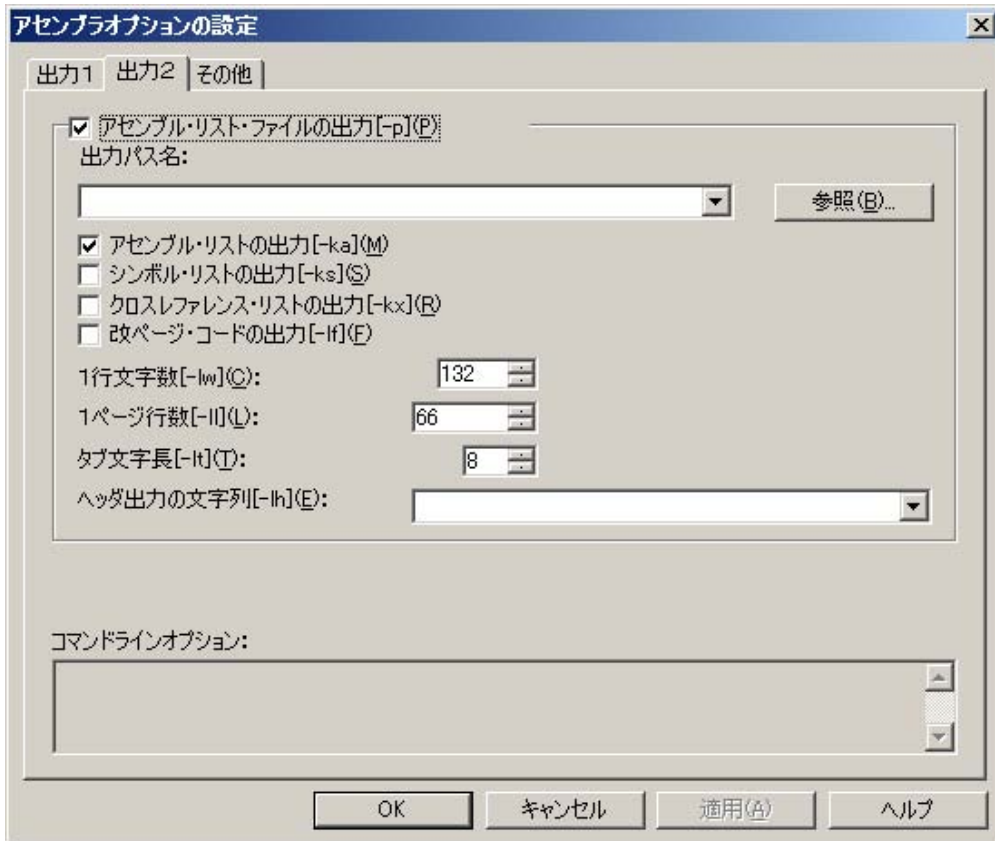 アセンブラオプションの設定
出力1 出力2 その他
アセンブル・リスト・ファイルの出力[-p](P)
出力パス名:
参照(B)...
アセンブル・リストの出力[-ka](M)
シンボル・リストの出力[-ks](S)
クロスレファレンス・リストの出力[-kx](R)
改ページ・コードの出力[-lf](F)
1行文字数[-lw](C): 132
1ページ行数[-ll](L): 66
タブ文字長[-lt](T): 8
ヘッダ出力の文字列[-lh](E):
コマンドラインオプション:
OK キャンセル 適用(A) ヘルプ